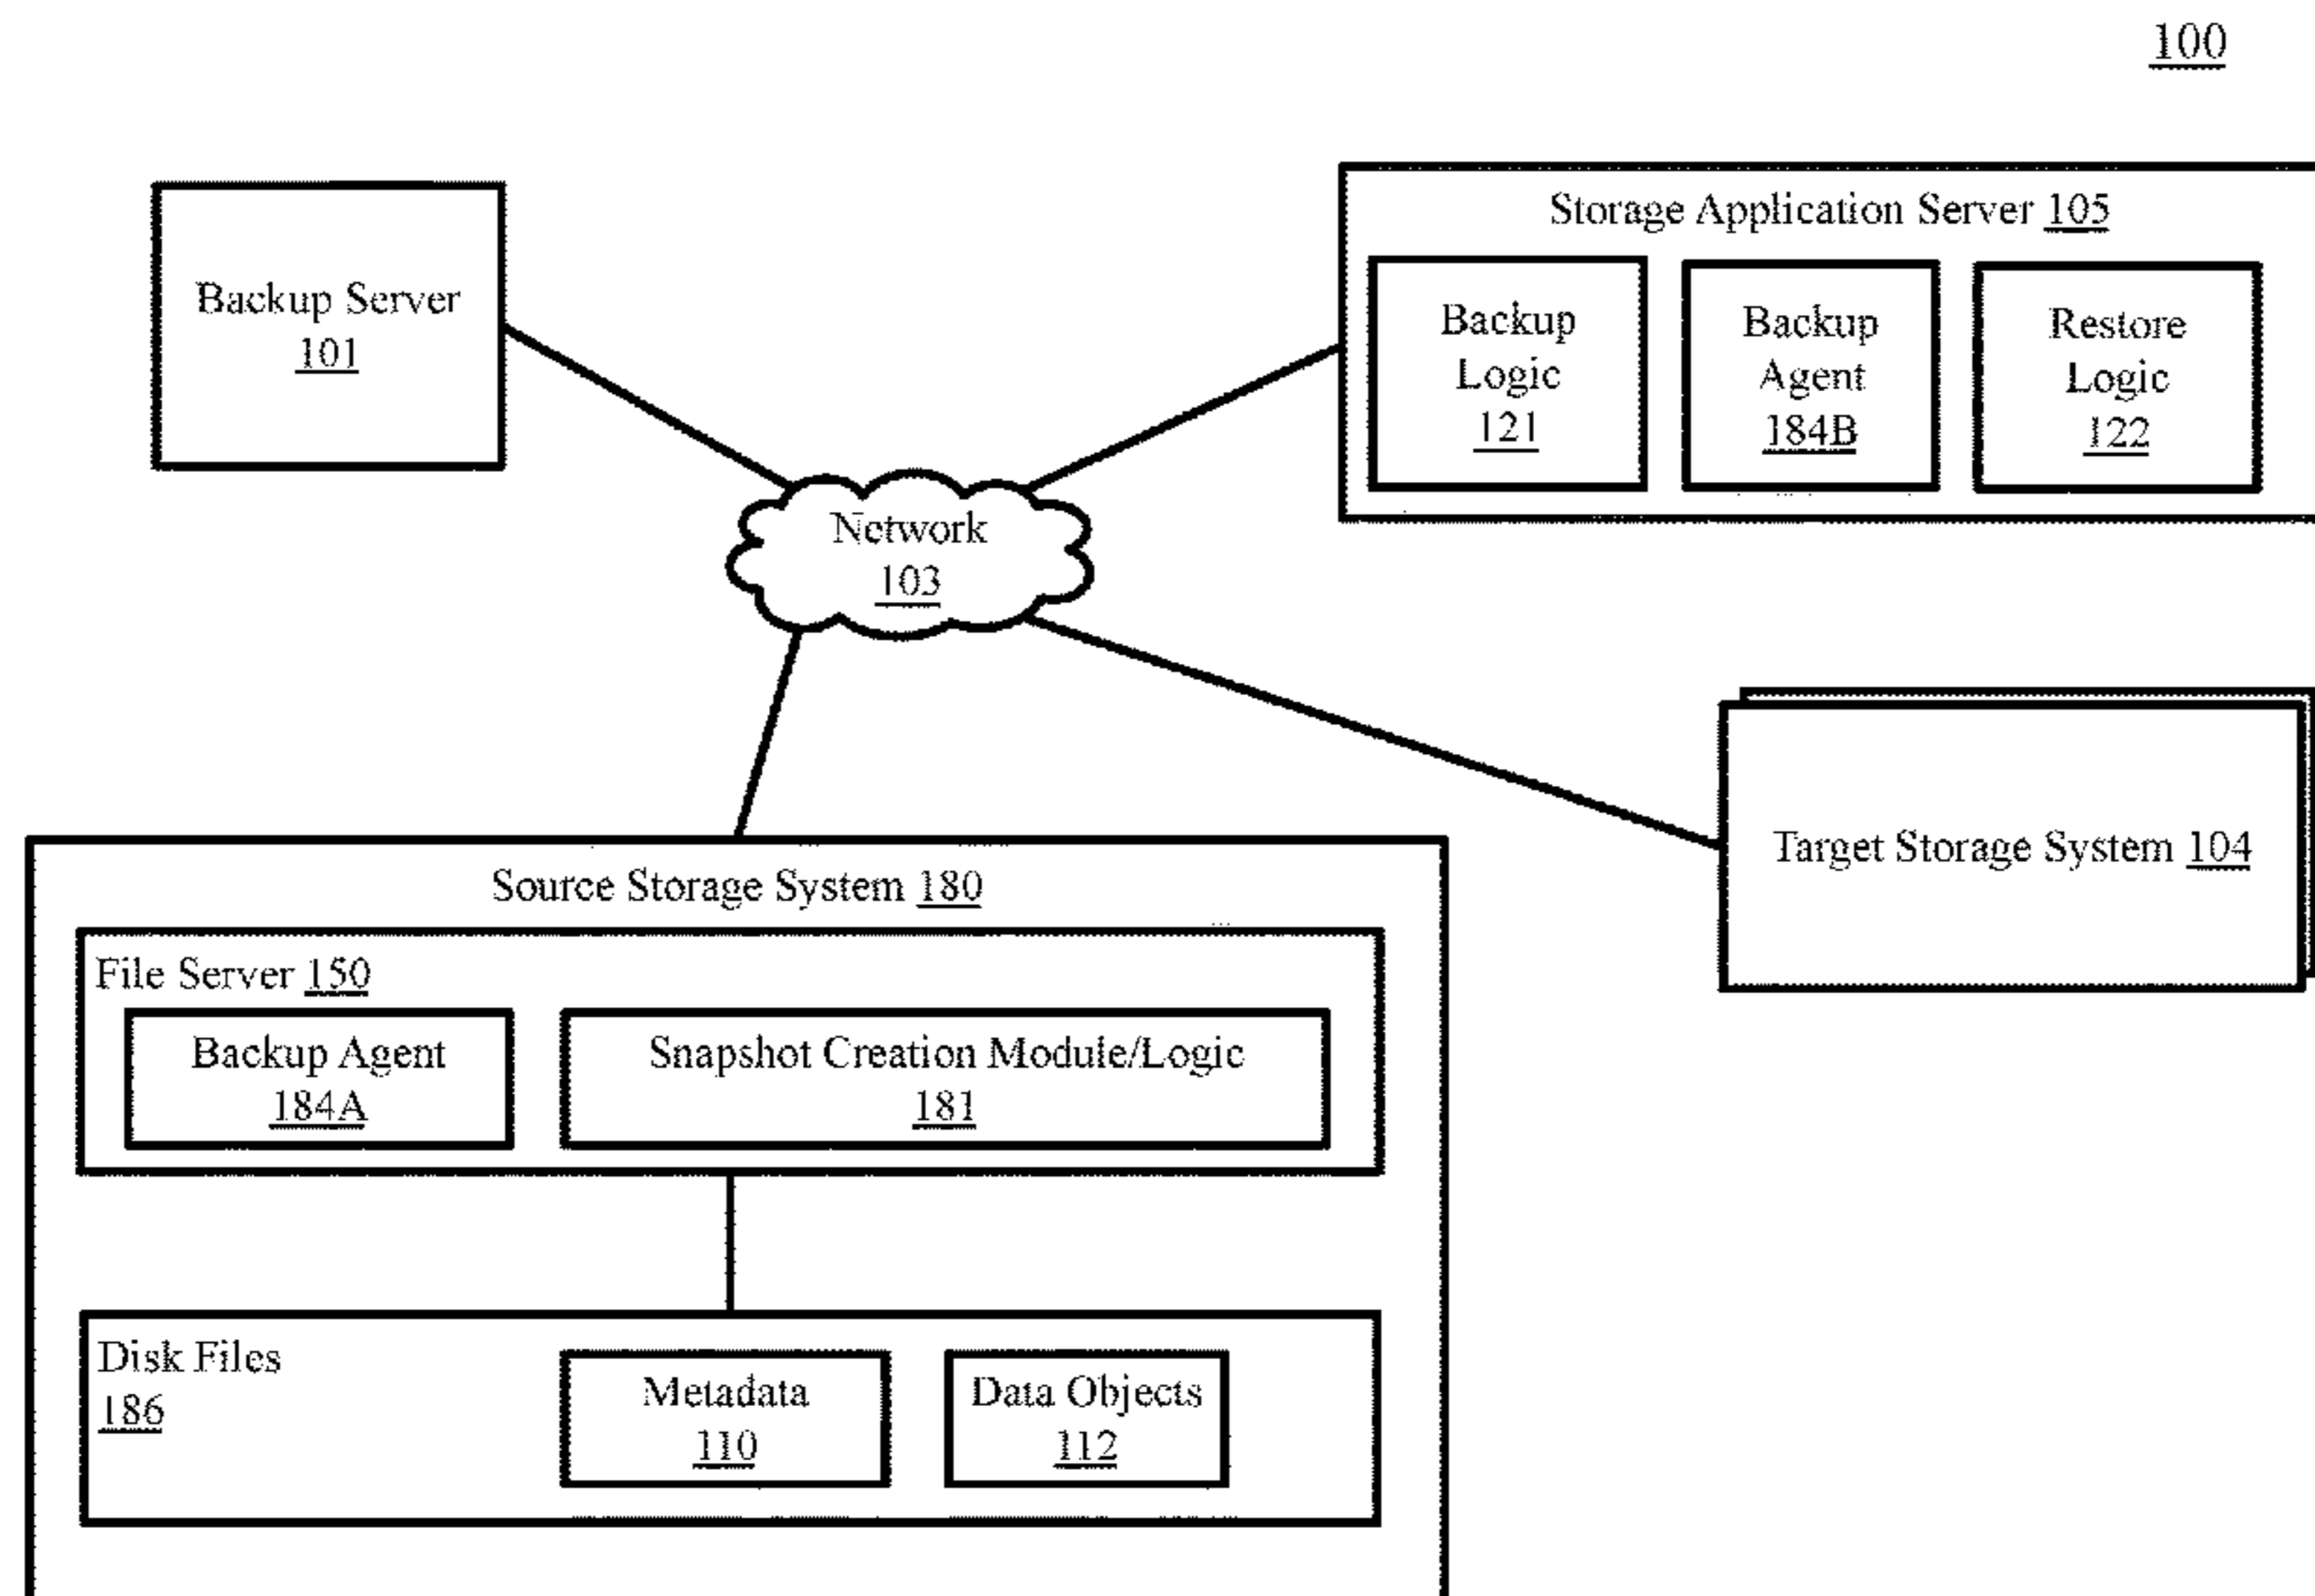 100
Backup Server
101
Storage Application Server 105
Backup
Logic
121
Backup
Agent
184B
Restore
Logic
122
Network
103
Target Storage System 104
Source Storage System 180
File Server 150
Backup Agent
184A
Snapshot Creation Module/Logic
181
Disk Files
186
Metadata
110
Data Objects
112